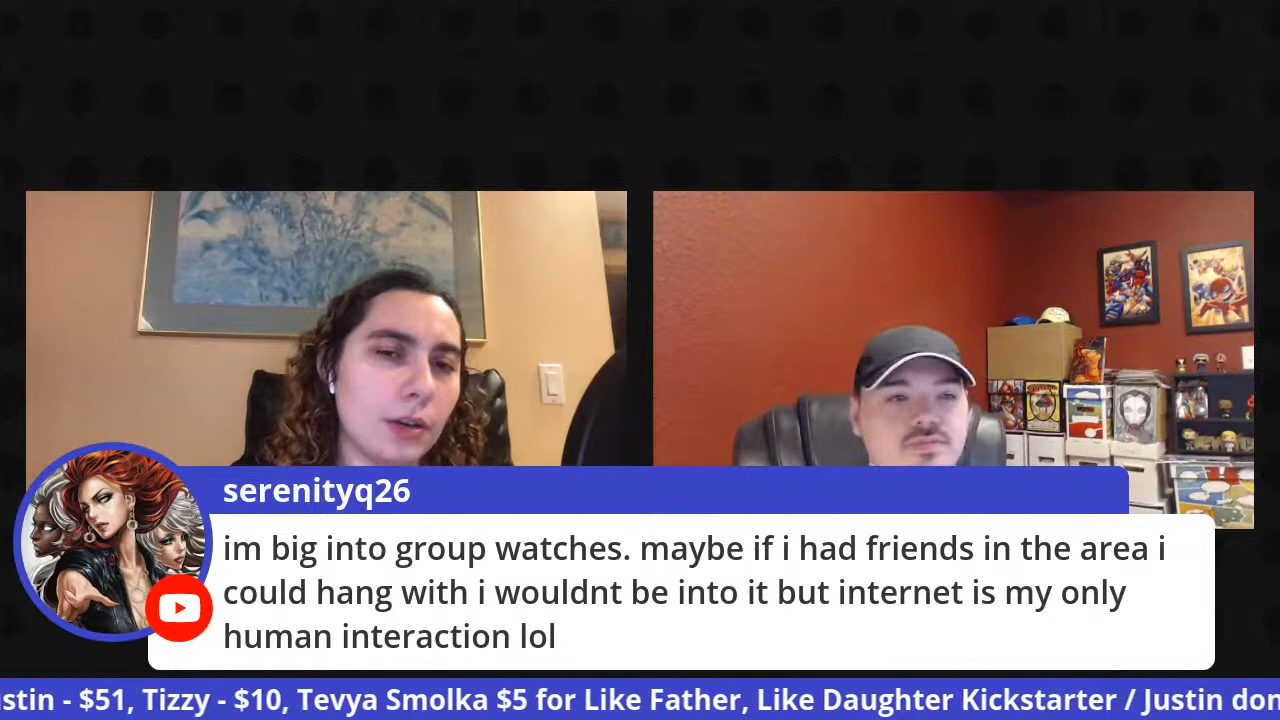 serenityq26
im big into group watches. maybe if i had friends in the area i
could hang with i wouldnt be into it but internet is my only
human interaction lol
stin - $51, Tizzy - $10, Tevya Smolka $5 for Like Father, Like Daughter Kickstarter / Justin don